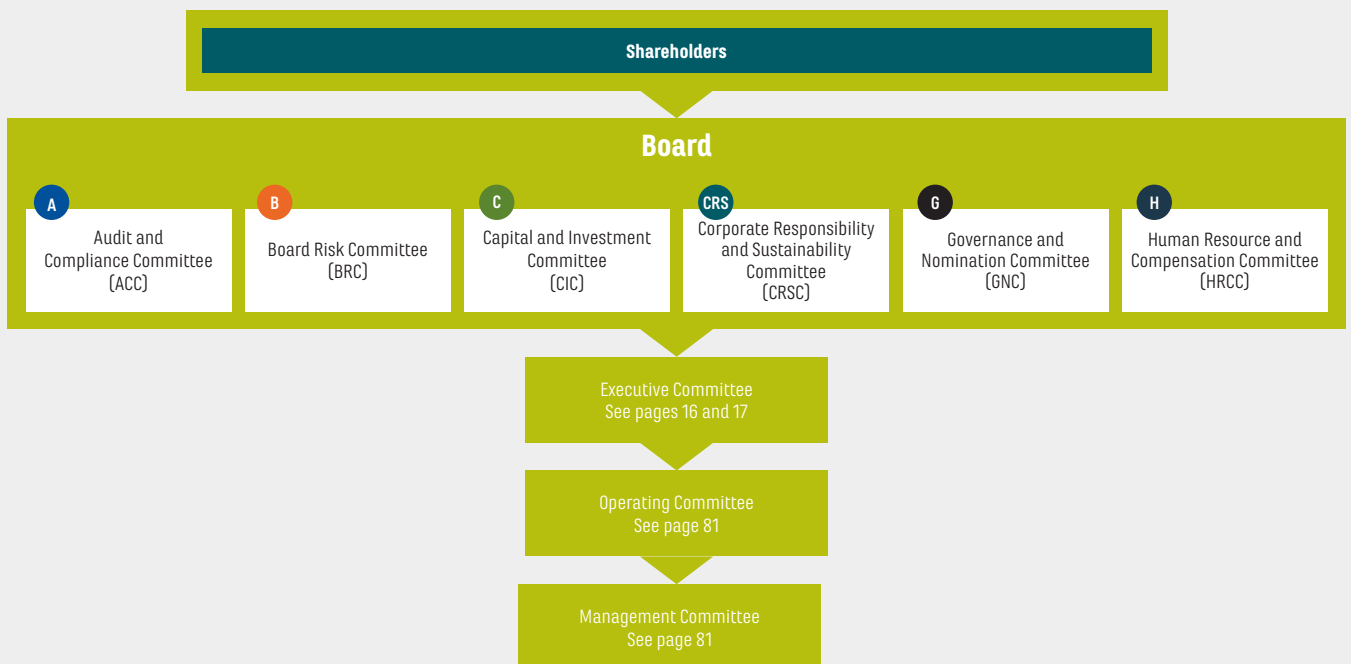 Shareholders
Board
A
Audit and
Compliance Committee
(ACC)
B
Board Risk Committee
(BRC)
C
Capital and Investment
Committee
(CIC)
CRS
Corporate Responsibility
and Sustainability
Committee
(CRSC)
G
Governance and
Nomination Committee
(GNC)
H
Human Resource and
Compensation Committee
(HRCC)
Executive Committee
See pages 16 and 17
Operating Committee
See page 81
Management Committee
See page 81